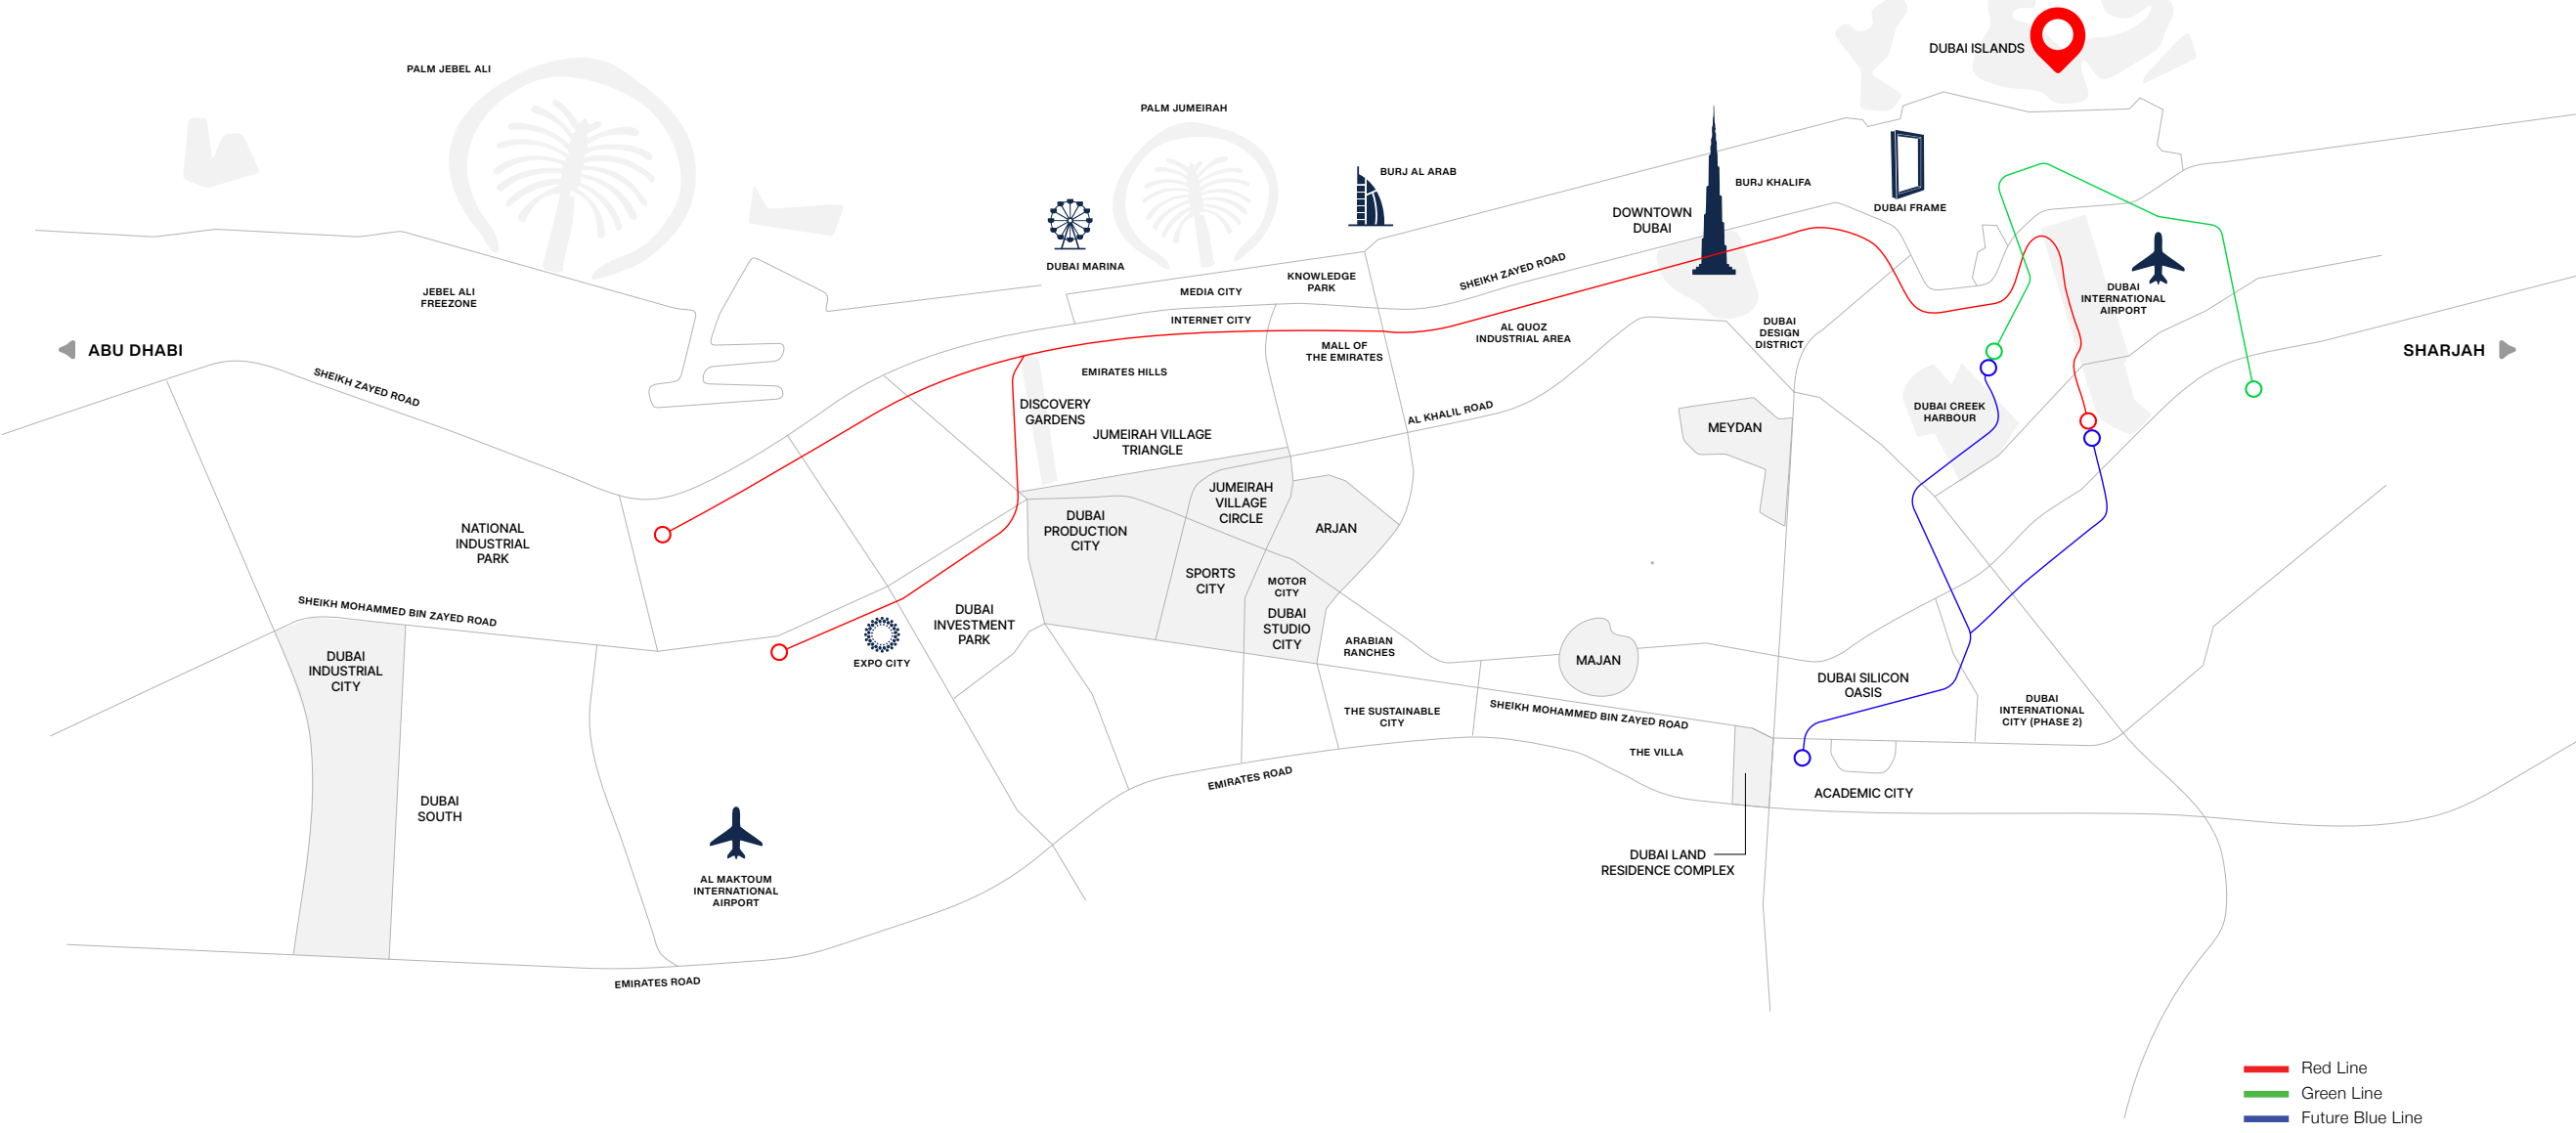 DUBAI ISLANDS
PALM JEBEL ALI
PALM JUMEIRAH
BURJ AL ARAB
BURJ KHALIFA
DUBAI FRAME
DOWNTOWN
DUBAI
DUBAI MARINA
KNOWLEDGE
PARK
SHEIKH ZAYED ROAD
MEDIA CITY
JEBEL ALI
FREEZONE
INTERNET CITY
AL QUOZ
INDUSTRIAL AREA
DUBAI
DESIGN
DISTRICT
DUBAI
INTERNATIONAL
AIRPORT
ABU DHABI
MALL OF
THE EMIRATES
SHARJAH
SHEIKH ZAYED ROAD
EMIRATES HILLS
DISCOVERY
GARDENS
AL KHALIL ROAD
DUBAI CREEK
HARBOUR
MEYDAN
JUMEIRAH VILLAGE
TRIANGLE
JUMEIRAH
VILLAGE
CIRCLE
DUBAI
PRODUCTION
CITY
ARJAN
NATIONAL
INDUSTRIAL
PARK
SPORTS
CITY
MOTOR
CITY
SHEIKH MOHAMMED BIN ZAYED ROAD
DUBAI
INVESTMENT
PARK
DUBAI
STUDIO
CITY
ARABIAN
RANCHES
EXPO CITY
MAJAN
DUBAI
INDUSTRIAL
CITY
DUBAI SILICON
OASIS
DUBAI
INTERNATIONAL
CITY (PHASE 2)
THE SUSTAINABLE
CITY
SHEIKH MOHAMMED BIN ZAYED ROAD
THE VILLA
EMIRATES ROAD
ACADEMIC CITY
DUBAI
SOUTH
DUBAI LAND
RESIDENCE COMPLEX
AL MAKTOUM
INTERNATIONAL
AIRPORT
EMIRATES ROAD
Red Line
Green Line
Future Blue Line